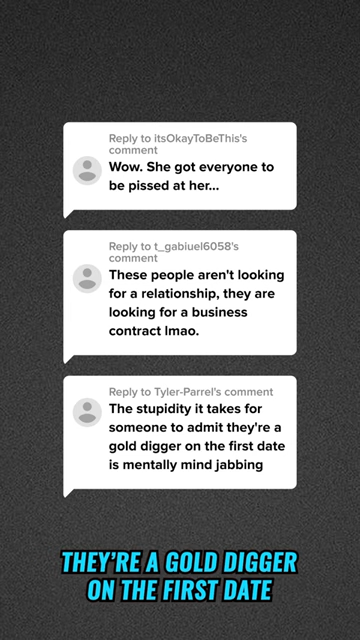 Reply to itsOkayToBeThis's
comment
Wow. She got everyone to
be pissed at her...
Reply to t_gabiuel6058's
comment
These people aren't looking
for a relationship, they are
looking for a business
contract lmao.
Reply to Tyler-Parrel's comment
The stupidity it takes for
someone to admit they're a
gold digger on the first date
is mentally mind jabbing
THEY'RE A GOLD DIGGER
ON THE FIRST DATE